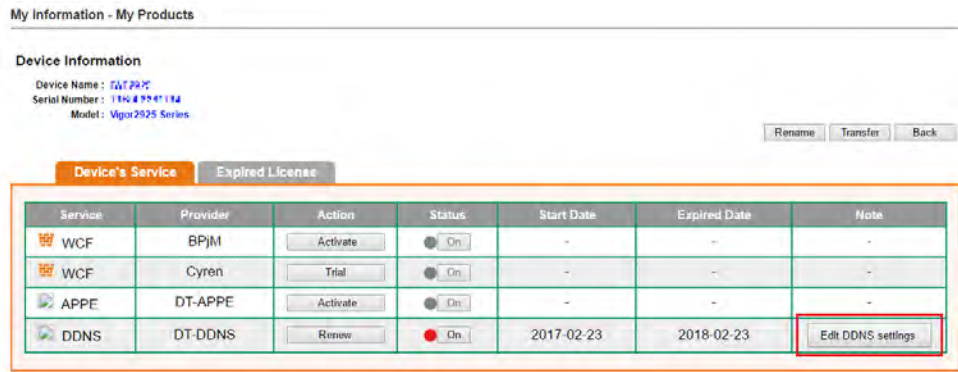 My Information - My Products
Device Information
Device Name :
Serial Number :
Model : Vigor2925 Series
Rename Transfer Back
Device's Service Expired License
Service Provider Action Status Start Date Expired Date Note
WCF BPjM Activate On - - -
WCF Cyren Trial On - - -
APPE DT-APPE Activate On - - -
DDNS DT-DDNS Renew On 2017-02-23 2018-02-23 Edit DDNS settings